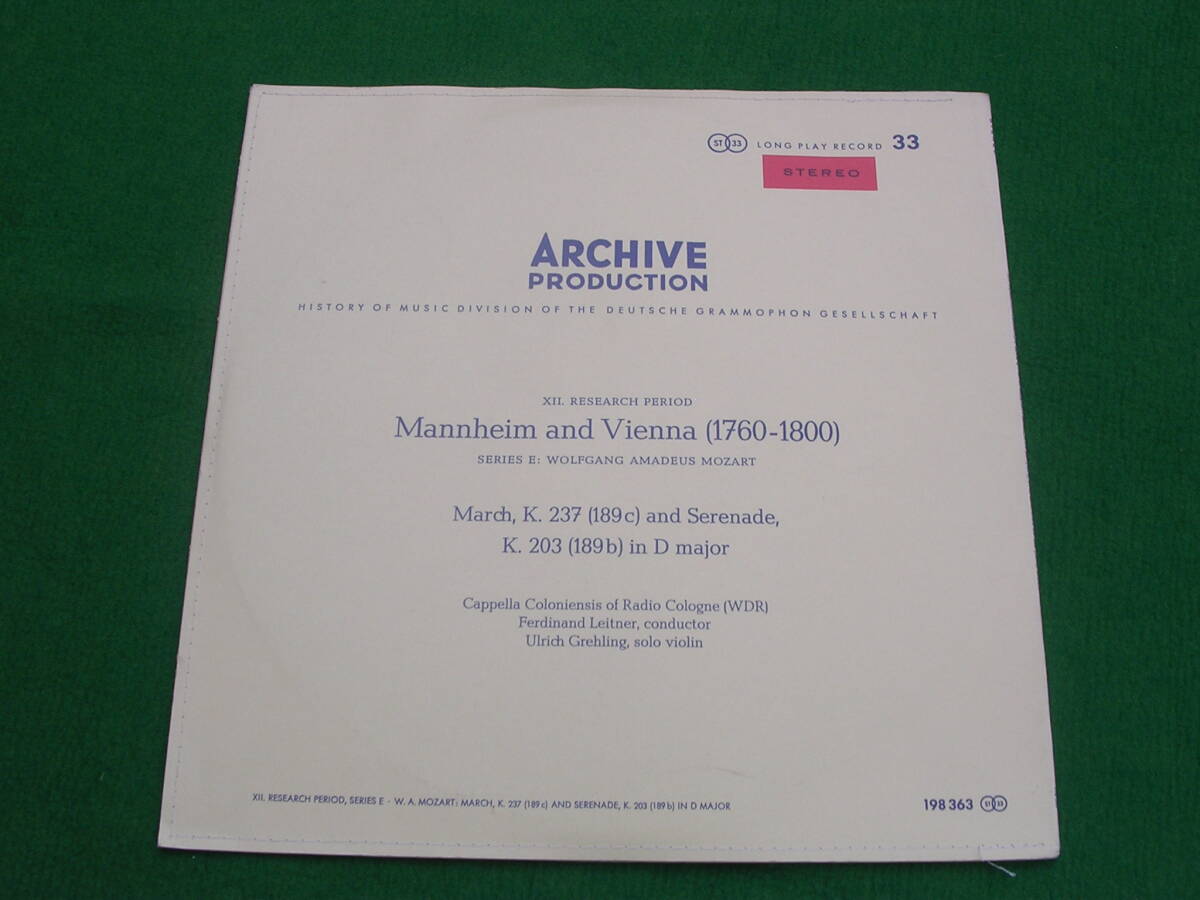 ST 33 LONG PLAY RECORD 33
STEREO
ARCHIVE
PRODUCTION
HISTORY OF MUSIC DIVISION OF THE DEUTSCHE GRAMMOPHON GESELLSCHAFT
XII. RESEARCH PERIOD
Mannheim and Vienna (1760-1800)
SERIES E: WOLFGANG AMADEUS MOZART
March, K. 237 (189c) and Serenade,
K. 203 (189b) in D major
Cappella Coloniensis of Radio Cologne (WDR)
Ferdinand Leitner, conductor
Ulrich Grehling, solo violin
XII. RESEARCH PERIOD, SERIES E - W. A. MOZART: MARCH, K. 237 (189c) AND SERENADE, K. 203 (189b) IN D MAJOR
198 363 ST 33